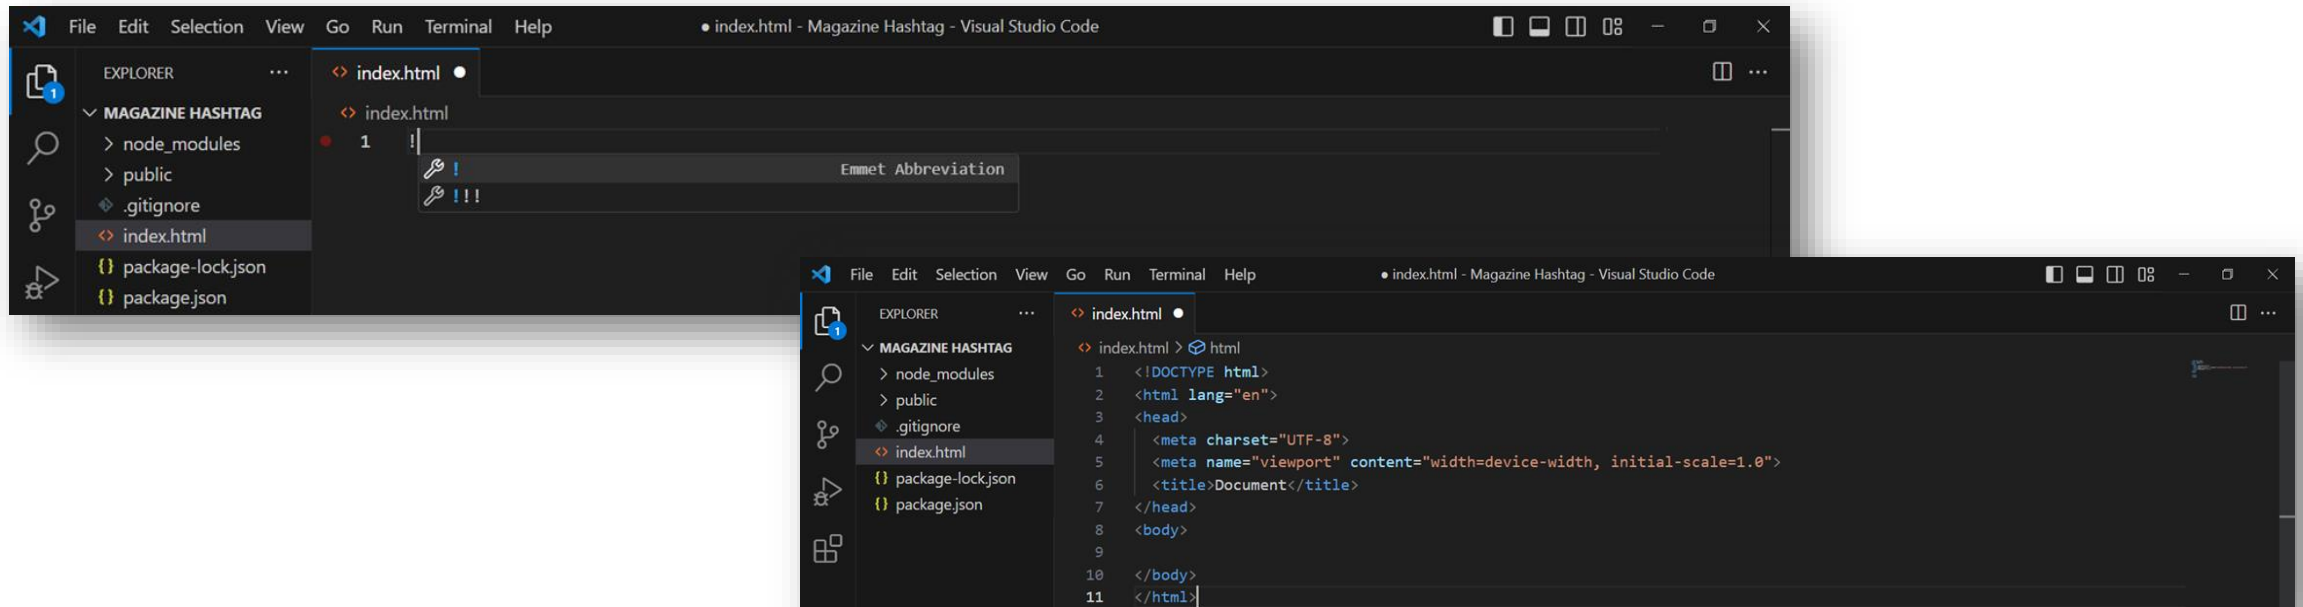 File Edit Selection View Go Run Terminal Help ● index.html - Magazine Hashtag - Visual Studio Code
EXPLORER ··· <> index.html ●
1
MAGAZINE HASHTAG <> index.html
> node_modules 1 !
! Emmet Abbreviation
> public
!!!
.gitignore
<> index.html
{} package-lock.json
{} package.json
File Edit Selection View Go Run Terminal Help ● index.html - Magazine Hashtag - Visual Studio Code
EXPLORER ··· <> index.html ●
1
MAGAZINE HASHTAG <> index.html > html
> node_modules
> public
.gitignore
<> index.html
{} package-lock.json
{} package.json
1 <!DOCTYPE html>
2 <html lang="en">
3 <head>
4 <meta charset="UTF-8">
5 <meta name="viewport" content="width=device-width, initial-scale=1.0">
6 <title>Document</title>
7 </head>
8 <body>
9
10 </body>
11 </html>